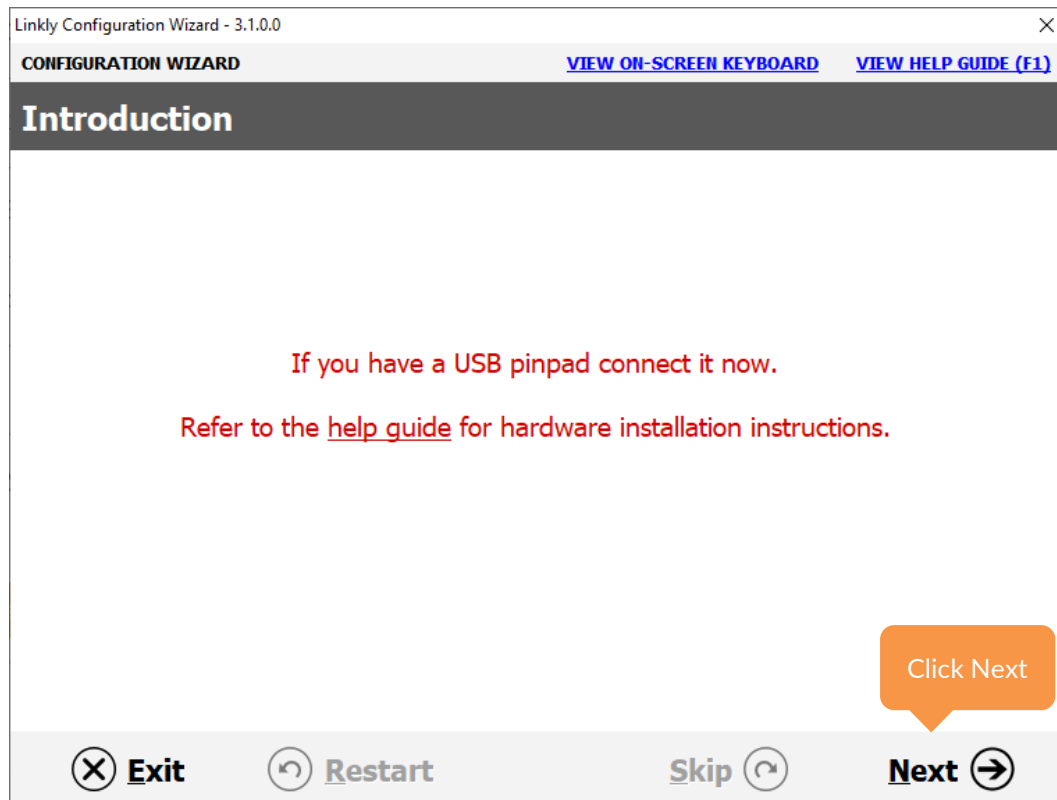 Linkly Configuration Wizard - 3.1.0.0
CONFIGURATION WIZARD VIEW ON-SCREEN KEYBOARD VIEW HELP GUIDE (F1)
Introduction
If you have a USB pinpad connect it now.
Refer to the help guide for hardware installation instructions.
Click Next
Exit Restart Skip Next